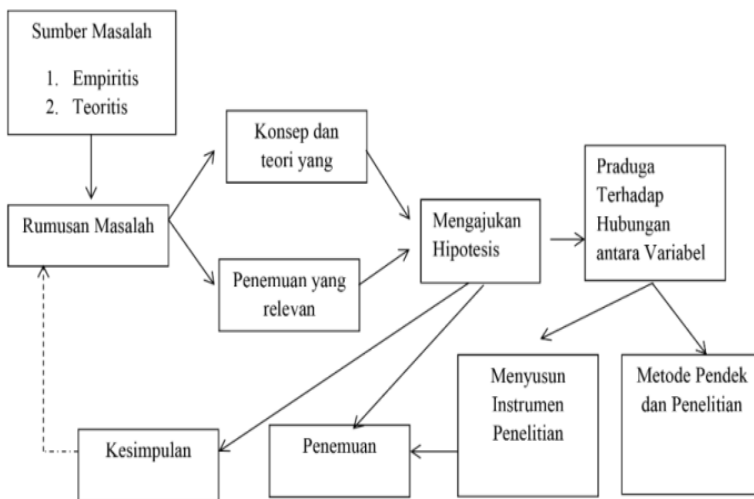 Sumber Masalah
1. Empiritis
2. Teoritis
Rumusan Masalah
Konsep dan
teori yang
Penemuan yang
relevan
Mengajukan
Hipotesis
Praduga
Terhadap
Hubungan
antara Variabel
Kesimpulan
Penemuan
Menyusun
Instrumen
Penelitian
Metode Pendek
dan Penelitian